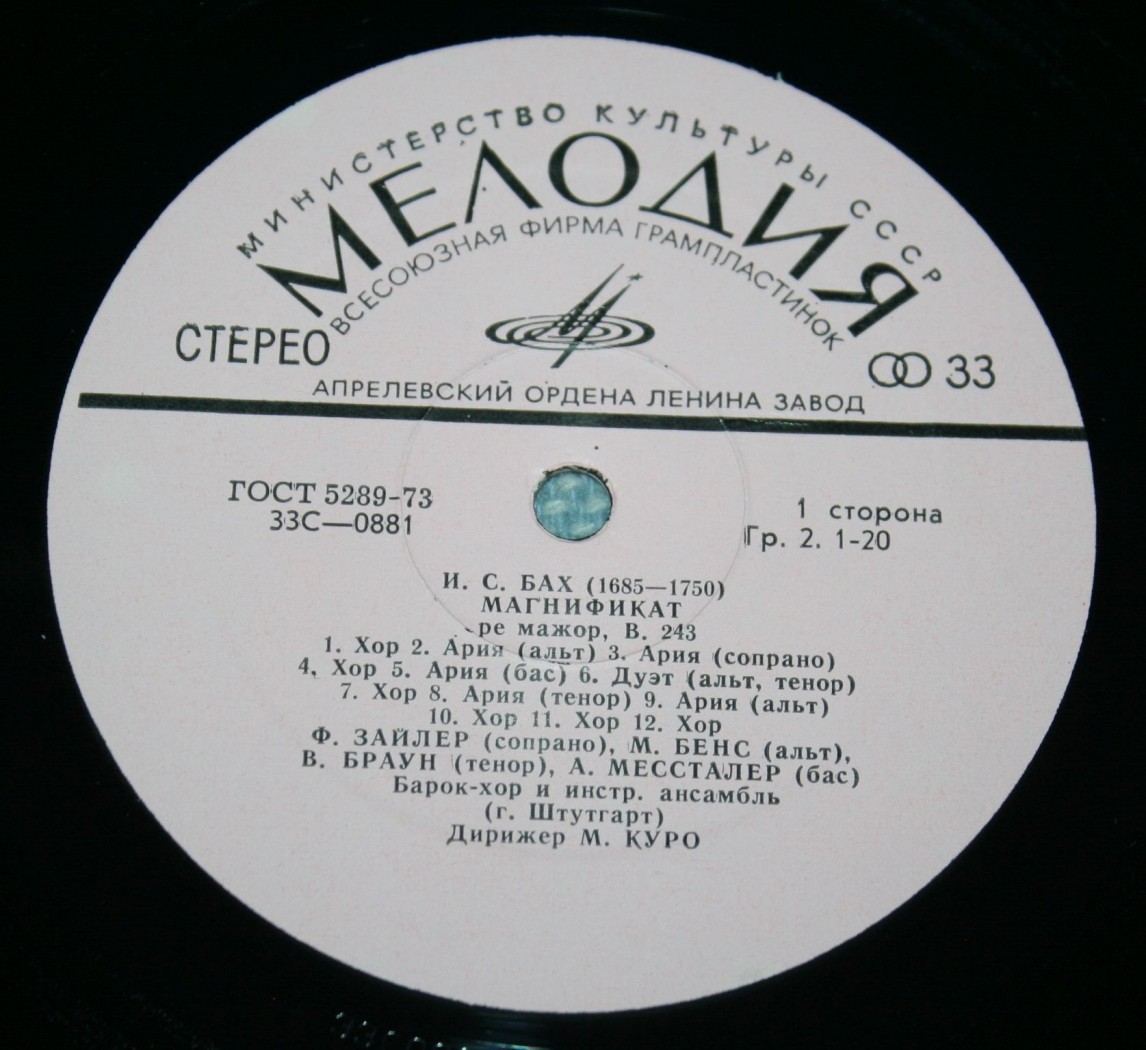 МИНИСТЕРСТВО КУЛЬТУРЫ СССР
МЕЛОДИЯ
ВСЕСОЮЗНАЯ ФИРМА ГРАМПЛАСТИНОК
СТЕРЕО
33
АПРЕЛЕВСКИЙ ОРДЕНА ЛЕНИНА ЗАВОД
ГОСТ 5289-73
33С—0881
1 сторона
Гр. 2. 1-20
И. С. БАХ (1685—1750)
МАГНИФИКАТ
ре мажор, В. 243
1. Хор 2. Ария (альт) 3. Ария (сопрано)
4. Хор 5. Ария (бас) 6. Дуэт (альт, тенор)
7. Хор 8. Ария (тенор) 9. Ария (альт)
10. Хор 11. Хор 12. Хор
Ф. ЗАЙЛЕР (сопрано), М. БЕНС (альт),
В. БРАУН (тенор), А. МЕССТАЛЕР (бас)
Барок-хор и инстр. ансамбль
(г. Штутгарт)
Дирижер М. КУРО